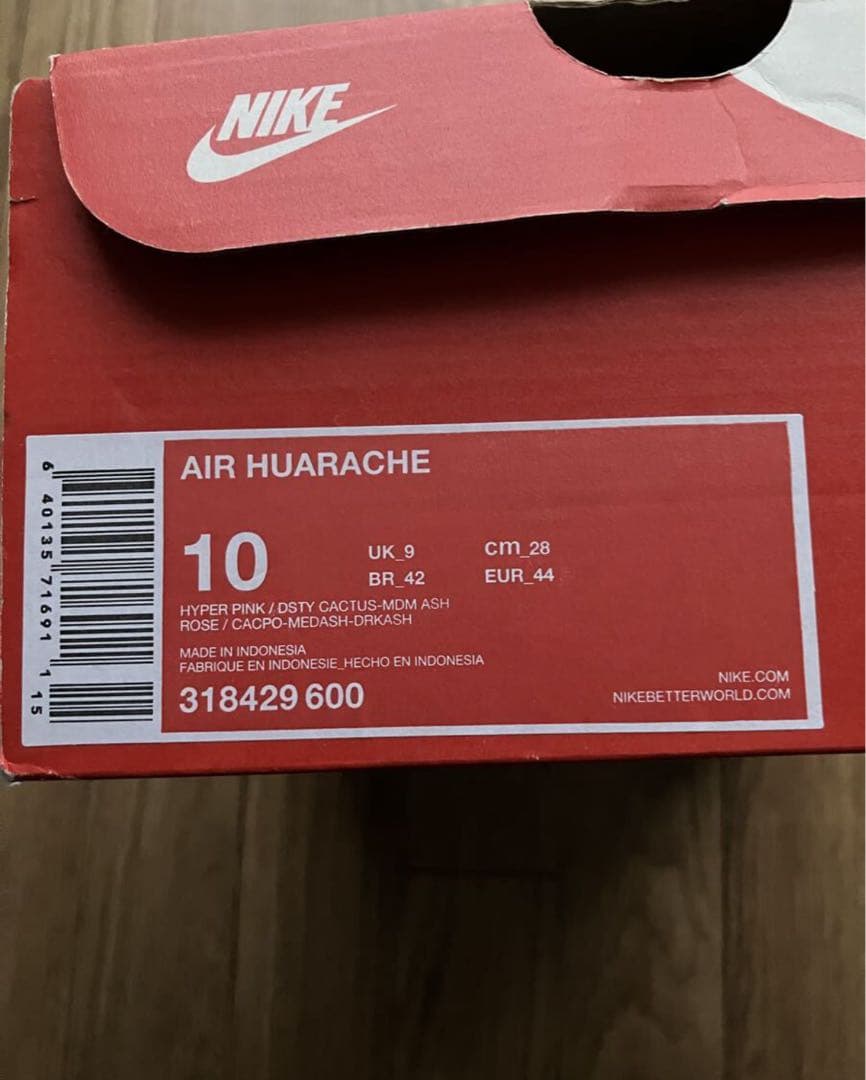 NIKE
AIR HUARACHE
10
UK_9 cm_28
BR_42 EUR_44
HYPER PINK / DSTY CACTUS-MDM ASH
ROSE / CACPO-MEDASH-DRKASH
MADE IN INDONESIA
FABRIQUE EN INDONESIE_HECHO EN INDONESIA
318429 600
NIKE.COM
NIKEBETTERWORLD.COM
6 40135 71691 1 15